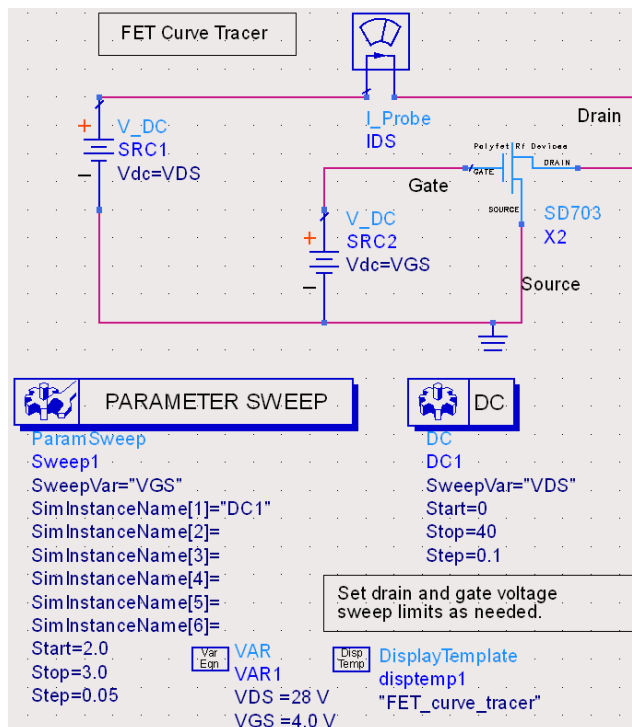 FET Curve Tracer
I_Probe
IDS
Drain
+
V_DC
SRC1
Vdc=VDS
-
Polyfet Rf Devices
GATE
DRAIN
SOURCE
Gate
SD703
X2
+
V_DC
SRC2
Vdc=VGS
-
Source
PARAMETER SWEEP
ParamSweep
Sweep1
SweepVar="VGS"
SimInstanceName[1]="DC1"
SimInstanceName[2]=
SimInstanceName[3]=
SimInstanceName[4]=
SimInstanceName[5]=
SimInstanceName[6]=
Start=2.0
Stop=3.0
Step=0.05
DC
DC
DC1
SweepVar="VDS"
Start=0
Stop=40
Step=0.1
Set drain and gate voltage
sweep limits as needed.
Var
Eqn
VAR
VAR1
VDS =28 V
VGS =4.0 V
Disp
Temp
DisplayTemplate
disptemp1
"FET_curve_tracer"